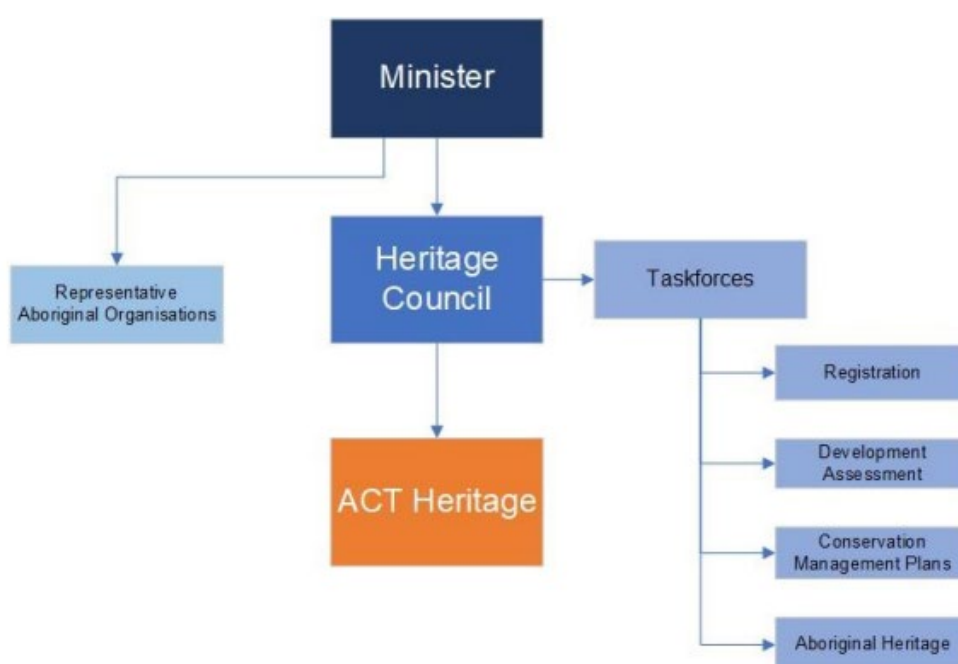 Minister
Heritage
Council
Taskforces
Representative
Aboriginal Organisations
Registration
Development
Assessment
ACT Heritage
Conservation
Management Plans
Aboriginal Heritage